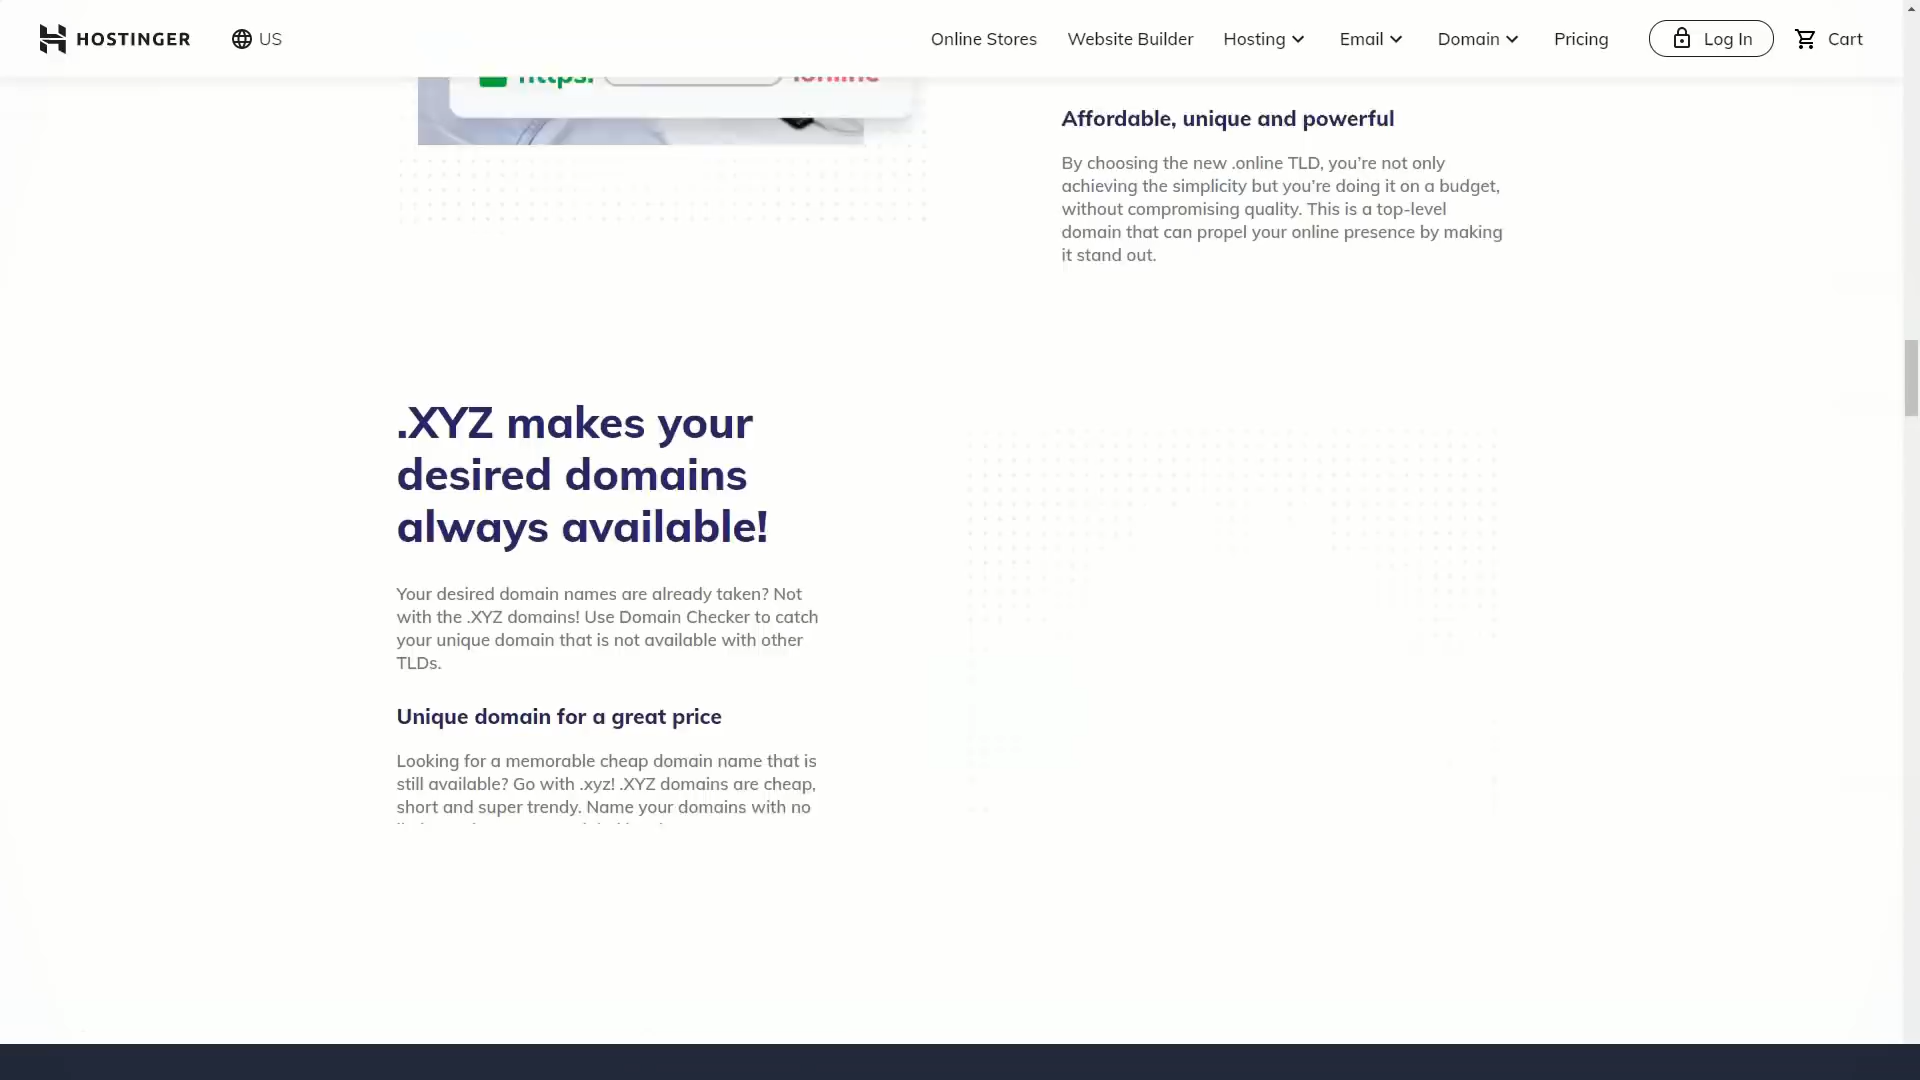 HOSTINGER
US
Online Stores
Website Builder
Hosting
Email
Domain
Pricing
Log In
Cart
https:
Affordable, unique and powerful
By choosing the new .online TLD, you’re not only
achieving the simplicity but you’re doing it on a budget,
without compromising quality. This is a top-level
domain that can propel your online presence by making
it stand out.
.XYZ makes your
desired domains
always available!
Your desired domain names are already taken? Not
with the .XYZ domains! Use Domain Checker to catch
your unique domain that is not available with other
TLDs.
Unique domain for a great price
Looking for a memorable cheap domain name that is
still available? Go with .xyz! .XYZ domains are cheap,
short and super trendy. Name your domains with no